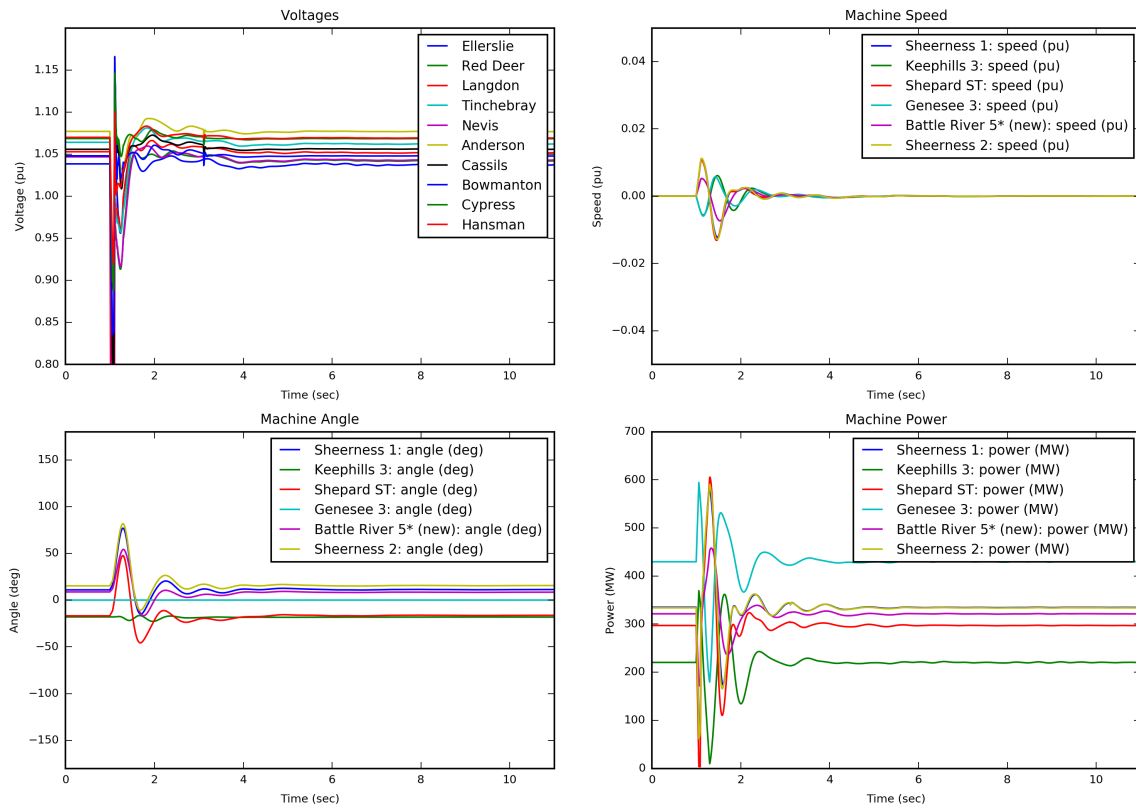 Voltages
Voltage (pu)
1.15
1.10
1.05
1.00
0.95
0.90
0.85
0.80
0
2
4
6
8
10
Time (sec)
Ellerslie
Red Deer
Langdon
Tinchebray
Nevis
Anderson
Cassils
Bowmanton
Cypress
Hansman
Machine Speed
Speed (pu)
0.04
0.02
0.00
−0.02
−0.04
0
2
4
6
8
10
Time (sec)
Sheerness 1: speed (pu)
Keephills 3: speed (pu)
Shepard ST: speed (pu)
Genesee 3: speed (pu)
Battle River 5* (new): speed (pu)
Sheerness 2: speed (pu)
Machine Angle
Angle (deg)
150
100
50
0
−50
−100
−150
0
2
4
6
8
10
Time (sec)
Sheerness 1: angle (deg)
Keephills 3: angle (deg)
Shepard ST: angle (deg)
Genesee 3: angle (deg)
Battle River 5* (new): angle (deg)
Sheerness 2: angle (deg)
Machine Power
Power (MW)
700
600
500
400
300
200
100
0
0
2
4
6
8
10
Time (sec)
Sheerness 1: power (MW)
Keephills 3: power (MW)
Shepard ST: power (MW)
Genesee 3: power (MW)
Battle River 5* (new): power (MW)
Sheerness 2: power (MW)